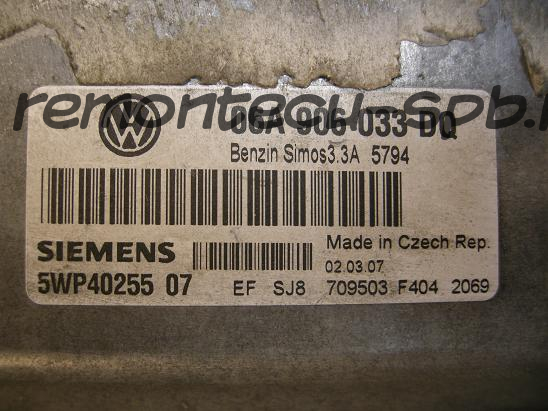 remontecu-spb.r
06A 906 033 DQ
Benzin Simos3.3A 5794
SIEMENS
Made in Czech Rep.
02.03.07
5WP40255 07
EF SJ8 709503 F404 2069